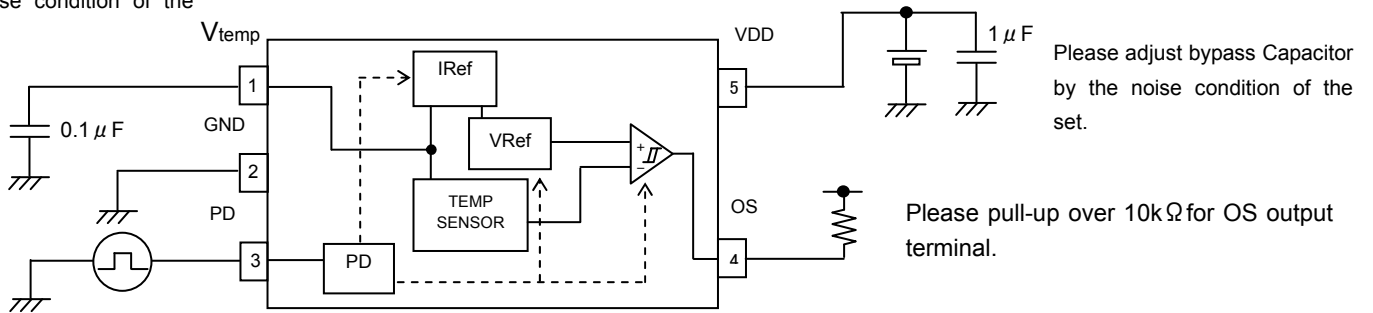 se condition of the
Vtemp
VDD
1μF
IRef
1
5
Please adjust bypass Capacitor
by the noise condition of the
set.
GND
0.1μF
VRef
+
−
2
TEMP
SENSOR
PD
OS
Please pull-up over 10kΩ for OS output
terminal.
3
PD
4